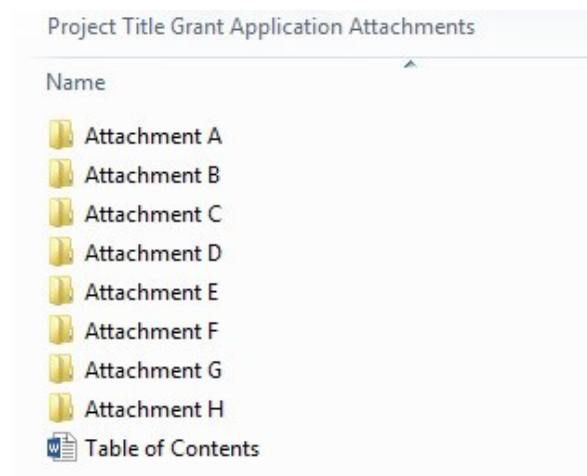 Project Title Grant Application Attachments
Name
Attachment A
Attachment B
Attachment C
Attachment D
Attachment E
Attachment F
Attachment G
Attachment H
Table of Contents